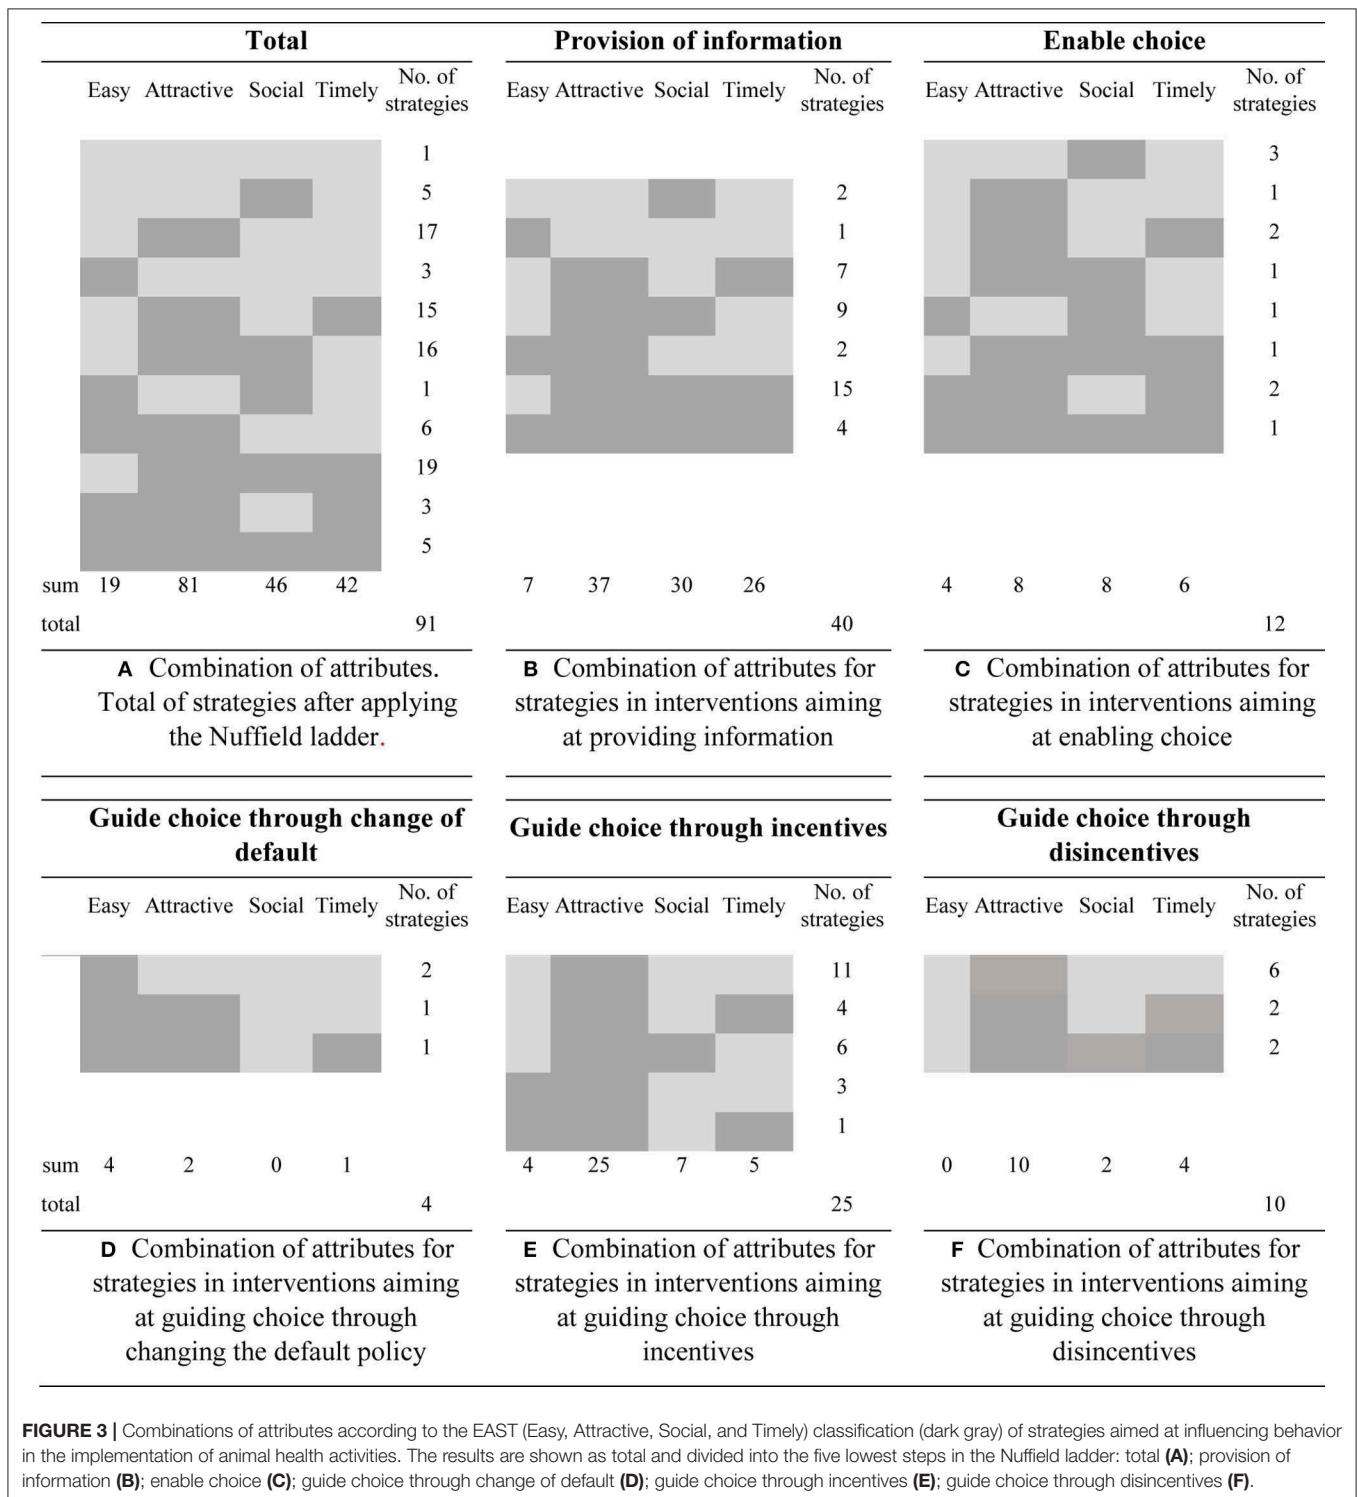 Total
Easy Attractive Social Timely No. of strategies
1
5
17
3
15
16
1
6
19
3
5
sum 19 81 46 42
total 91
A Combination of attributes.
Total of strategies after applying
the Nuffield ladder.
Provision of information
Easy Attractive Social Timely No. of strategies
2
1
7
9
2
15
4
7 37 30 26
40
B Combination of attributes for
strategies in interventions aiming
at providing information
Enable choice
Easy Attractive Social Timely No. of strategies
3
1
2
1
1
1
2
1
4 8 8 6
12
C Combination of attributes for
strategies in interventions aiming
at enabling choice
Guide choice through change of
default
Easy Attractive Social Timely No. of strategies
2
1
1
sum 4 2 0 1
total 4
D Combination of attributes for
strategies in interventions aiming
at guiding choice through
changing the default policy
Guide choice through incentives
Easy Attractive Social Timely No. of strategies
11
4
6
3
1
4 25 7 5
25
E Combination of attributes for
strategies in interventions aiming
at guiding choice through
incentives
Guide choice through
disincentives
Easy Attractive Social Timely No. of strategies
6
2
2
0 10 2 4
10
F Combination of attributes for
strategies in interventions aiming
at guiding choice through
disincentives
FIGURE 3 | Combinations of attributes according to the EAST (Easy, Attractive, Social, and Timely) classification (dark gray) of strategies aimed at influencing behavior
in the implementation of animal health activities. The results are shown as total and divided into the five lowest steps in the Nuffield ladder: total (A); provision of
information (B); enable choice (C); guide choice through change of default (D); guide choice through incentives (E); guide choice through disincentives (F).